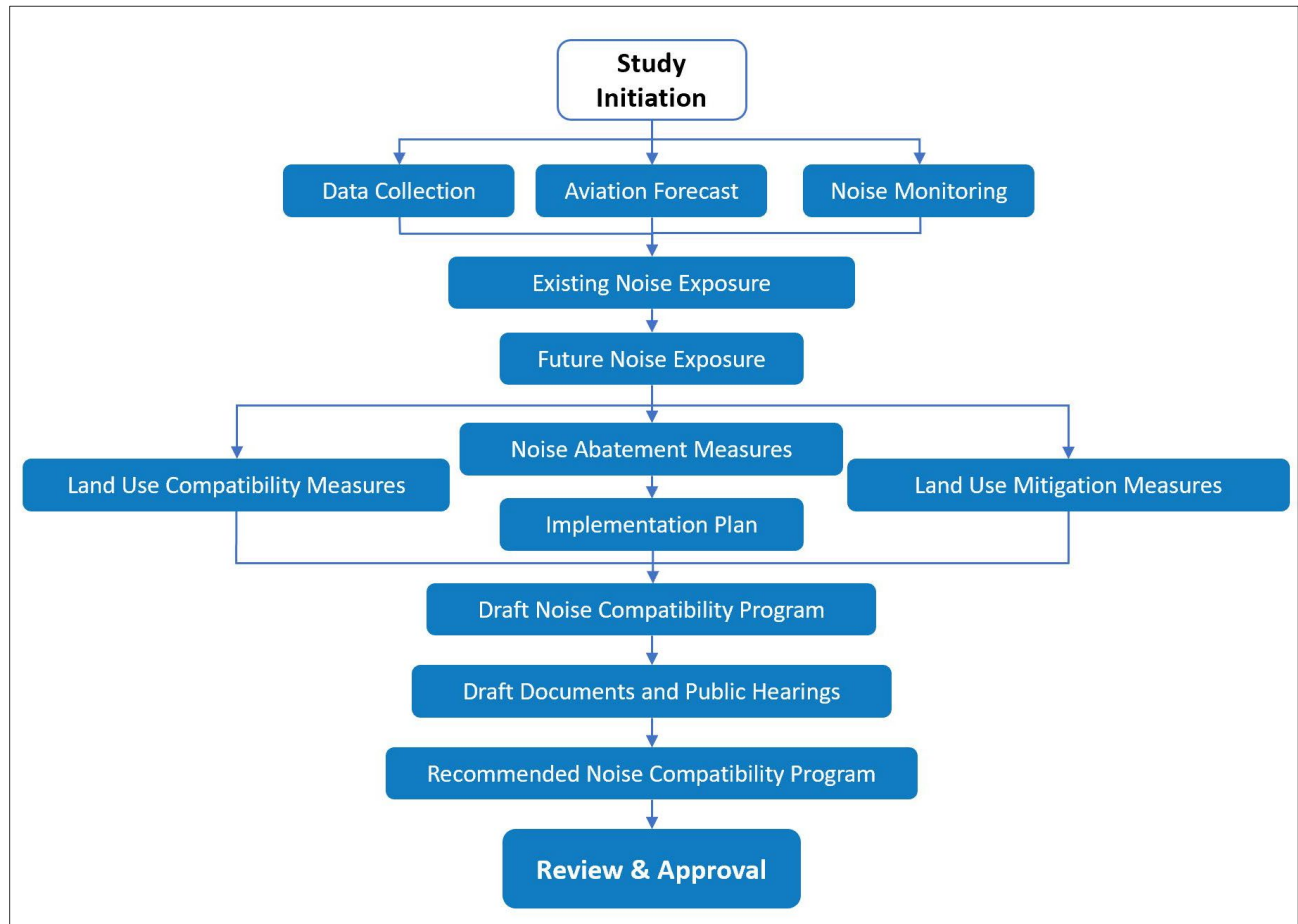 Study
Initiation
Data Collection
Aviation Forecast
Noise Monitoring
Existing Noise Exposure
Future Noise Exposure
Noise Abatement Measures
Land Use Compatibility Measures
Land Use Mitigation Measures
Implementation Plan
Draft Noise Compatibility Program
Draft Documents and Public Hearings
Recommended Noise Compatibility Program
Review & Approval